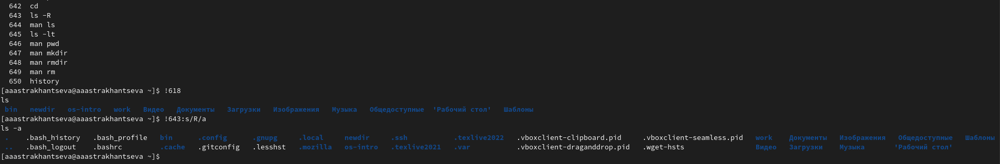 642  cd
643  ls -R
644  man ls
645  ls -lt
646  man pwd
647  man mkdir
648  man rmdir
649  man rm
650  history
[aaastrakhantseva@aaastrakhantseva ~]$ !618
ls
bin   newdir   os-intro   work   Видео   Документы   Загрузки   Изображения   Музыка   Общедоступные  'Рабочий стол'   Шаблоны
[aaastrakhantseva@aaastrakhantseva ~]$ !643:s/R/a
ls -a
.    .bash_history   .bash_profile   bin      .config      .gnupg     .local     newdir     .ssh           .texlive2022   .vboxclient-clipboard.pid     .vboxclient-seamless.pid   work    Документы   Изображения   Общедоступные   Шаблоны
..   .bash_logout    .bashrc         .cache   .gitconfig   .lesshst   .mozilla   os-intro   .texlive2021   .var           .vboxclient-draganddrop.pid   .wget-hsts                 Видео   Загрузки    Музыка       'Рабочий стол'
[aaastrakhantseva@aaastrakhantseva ~]$